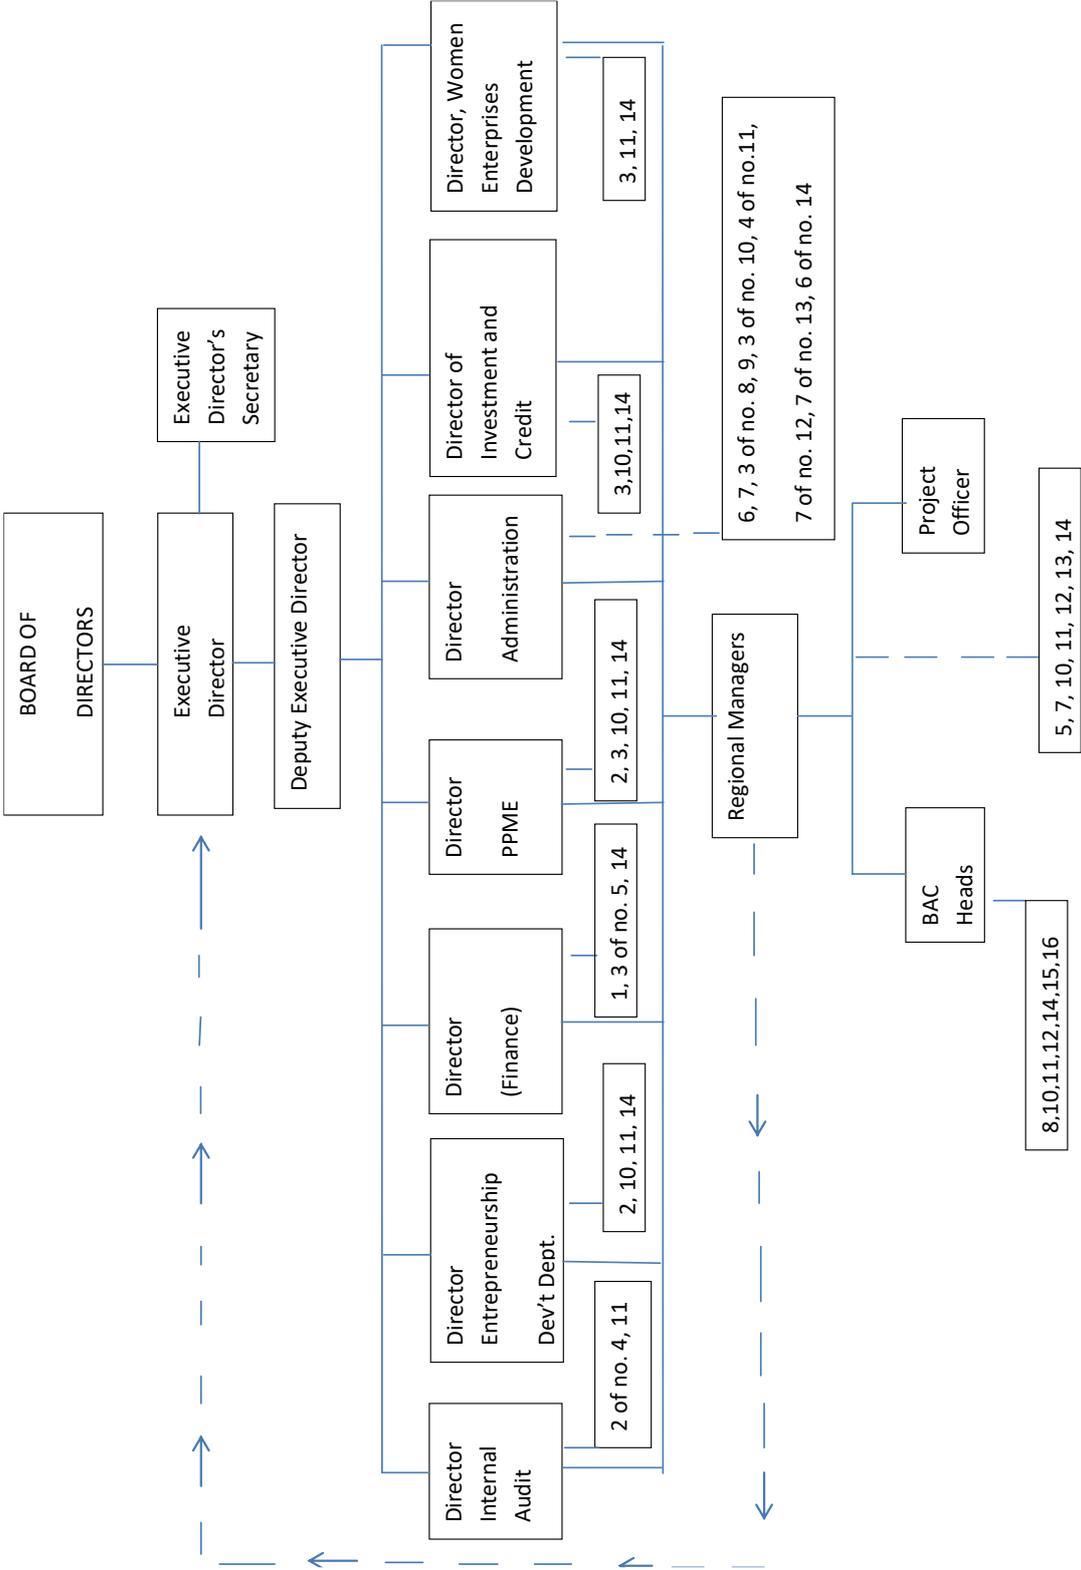 BOARD OF
DIRECTORS
Executive
Director
Executive
Director’s
Secretary
Deputy Executive Director
Director
Internal
Audit
Director
Entrepreneurship
Dev’t Dept.
Director
(Finance)
Director
PPME
Director
Administration
Director of
Investment and
Credit
Director, Women
Enterprises
Development
2 of no. 4, 11
2, 10, 11, 14
1, 3 of no. 5, 14
2, 3, 10, 11, 14
3,10,11,14
3, 11, 14
Regional Managers
6, 7, 3 of no. 8, 9, 3 of no. 10, 4 of no.11,
7 of no. 12, 7 of no. 13, 6 of no. 14
BAC
Heads
Project
Officer
8,10,11,12,14,15,16
5, 7, 10, 11, 12, 13, 14